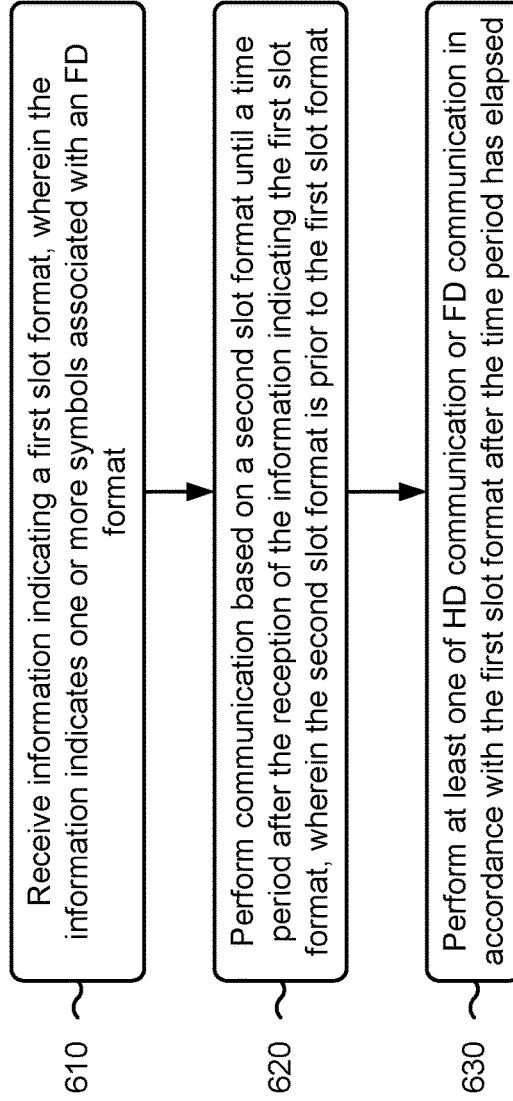 610
Receive information indicating a first slot format, wherein the
information indicates one or more symbols associated with an FD
format
620
Perform communication based on a second slot format until a time
period after the reception of the information indicating the first slot
format, wherein the second slot format is prior to the first slot format
630
Perform at least one of HD communication or FD communication in
accordance with the first slot format after the time period has elapsed